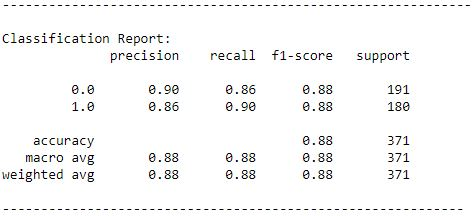 Classification Report:
precision recall f1-score support
0.0 0.90 0.86 0.88 191
1.0 0.86 0.90 0.88 180
accuracy 0.88 371
macro avg 0.88 0.88 0.88 371
weighted avg 0.88 0.88 0.88 371